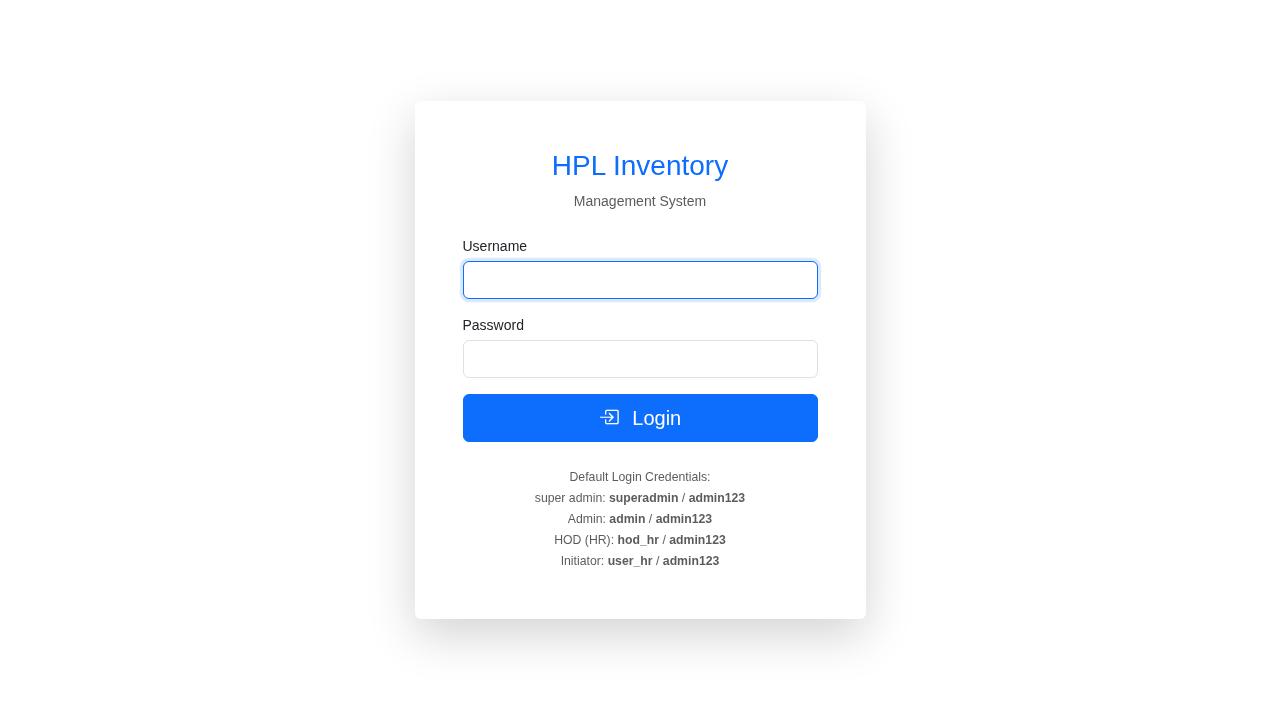 HPL Inventory
Management System
Username
Password
Login
Default Login Credentials:
super admin: superadmin / admin123
Admin: admin / admin123
HOD (HR): hod_hr / admin123
Initiator: user_hr / admin123